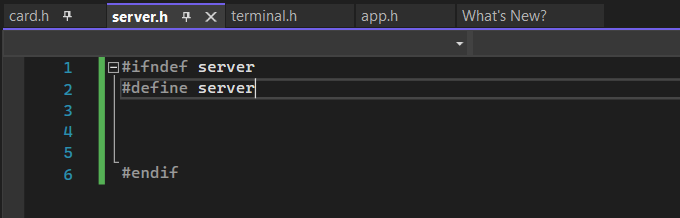 card.h server.h terminal.h app.h What's New?
1 #ifndef server
2 #define server
3
4
5
6 #endif